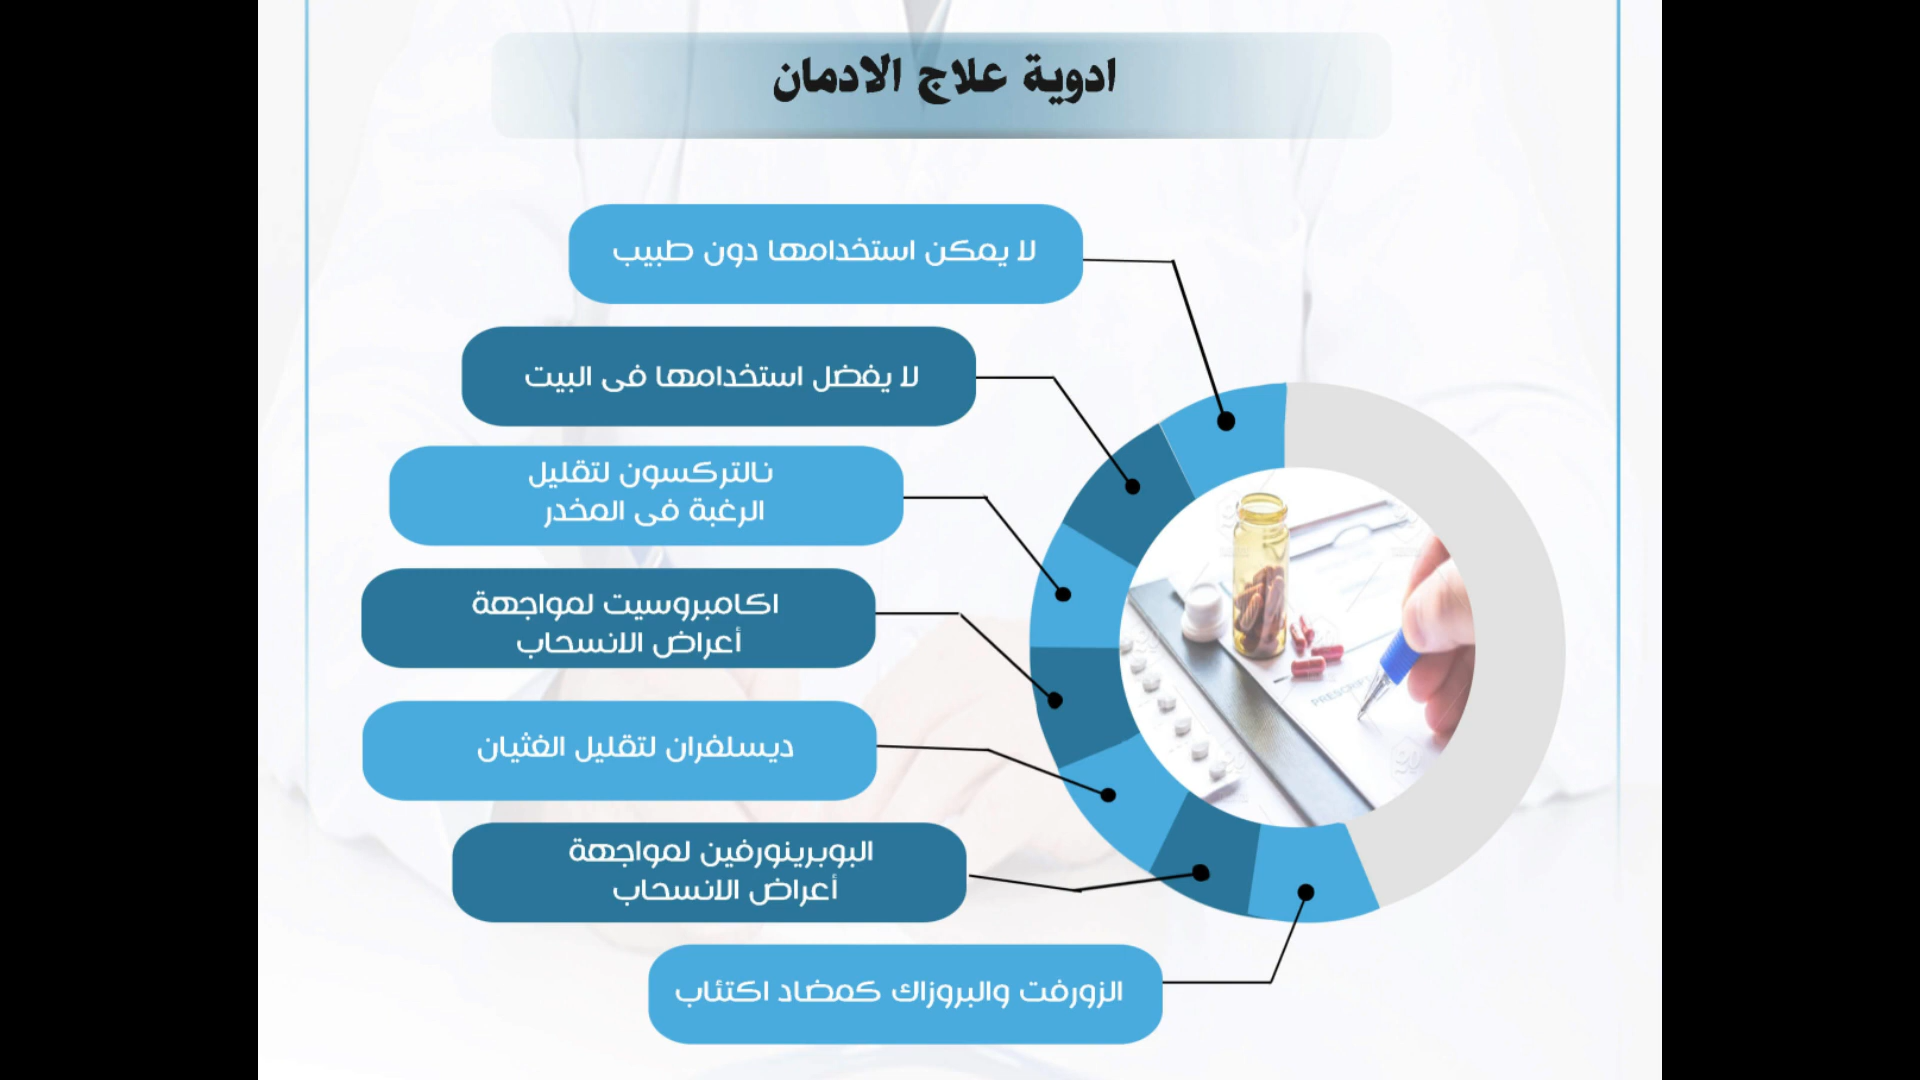 ادوية علاج الادمان
لا يمكن استخدامها دون طبيب
لا يفضل استخدامها فى البيت
نالتركسون لتقليل
الرغبة فى المخدر
اكامبروسيت لمواجهة
أعراض الانسحاب
ديسلفران لتقليل الغثيان
البوبرينورفين لمواجهة
أعراض الانسحاب
الزورفت والبروزاك كمضاد اكتئاب